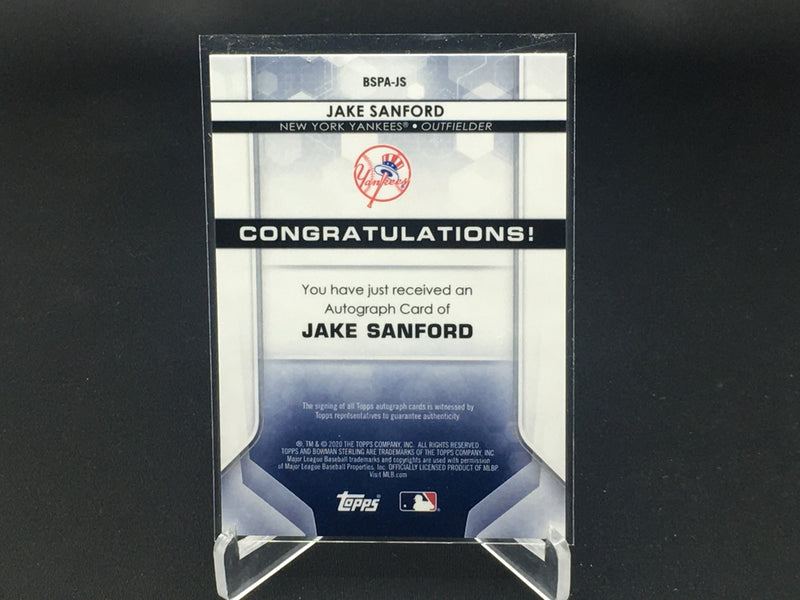 BSPA-JS
JAKE SANFORD
NEW YORK YANKEES® • OUTFIELDER
Yankees
CONGRATULATIONS!
You have just received an
Autograph Card of
JAKE SANFORD
The signing of all Topps autograph cards is witnessed by
Topps representatives to guarantee authenticity.
®, TM & © 2020 THE TOPPS COMPANY, INC. ALL RIGHTS RESERVED.
TOPPS AND BOWMAN STERLING ARE TRADEMARKS OF THE TOPPS COMPANY, INC.
Major League Baseball trademarks and copyrights are used with permission
of Major League Baseball Properties, Inc. OFFICIALLY LICENSED PRODUCT OF MLBP.
Visit MLB.com
topps®